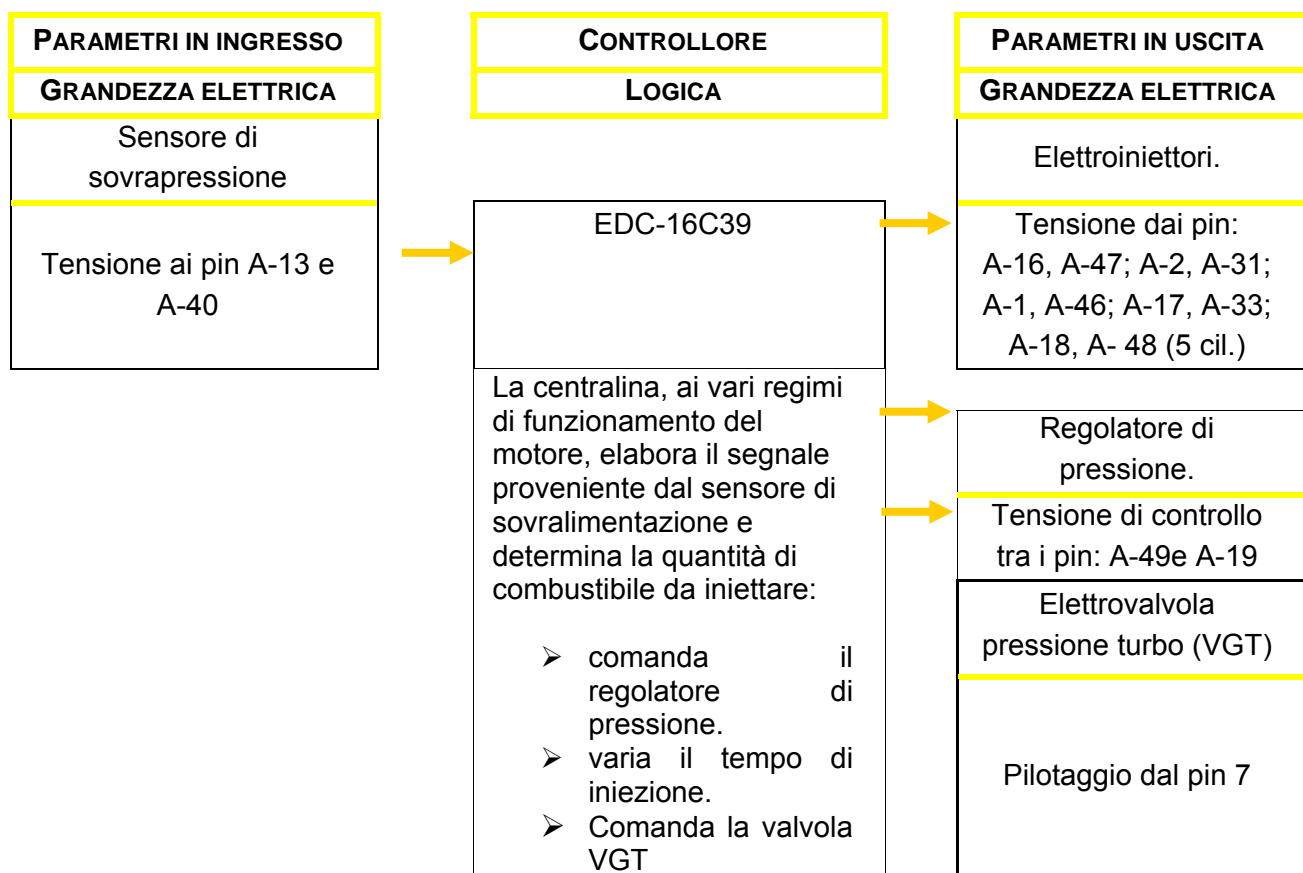 PARAMETRI IN INGRESSO
GRANDEZZA ELETTRICA
Sensore di
sovrapressione
Tensione ai pin A-13 e
A-40
CONTROLLORE
LOGICA
EDC-16C39
La centralina, ai vari regimi
di funzionamento del
motore, elabora il segnale
proveniente dal sensore di
sovralimentazione e
determina la quantità di
combustibile da iniettare:
➢ comanda il
regolatore di
pressione.
➢ varia il tempo di
iniezione.
➢ Comanda la valvola
VGT
PARAMETRI IN USCITA
GRANDEZZA ELETTRICA
Elettroiniettori.
Tensione dai pin:
A-16, A-47; A-2, A-31;
A-1, A-46; A-17, A-33;
A-18, A- 48 (5 cil.)
Regolatore di
pressione.
Tensione di controllo
tra i pin: A-49e A-19
Elettrovalvola
pressione turbo (VGT)
Pilotaggio dal pin 7